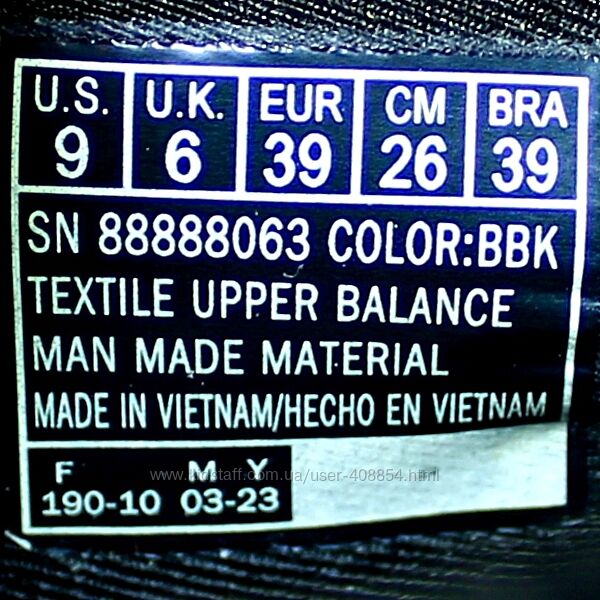 U.S. U.K. EUR CM BRA
9 6 39 26 39
SN 88888063 COLOR:BBK
TEXTILE UPPER BALANCE
MAN MADE MATERIAL
MADE IN VIETNAM/HECHO EN VIETNAM
F M Y
www.kidstaff.com.ua/user-408854.html
190-10 03-23